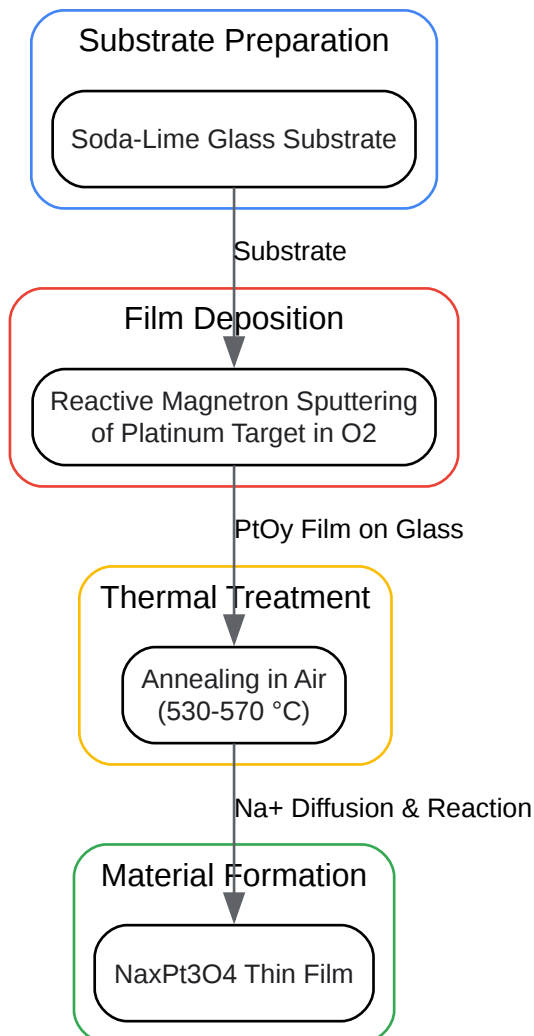 Substrate Preparation
Soda-Lime Glass Substrate
Substrate
Film Deposition
Reactive Magnetron Sputtering
of Platinum Target in O2
PtOy Film on Glass
Thermal Treatment
Annealing in Air
(530-570 °C)
Na+ Diffusion & Reaction
Material Formation
NaxPt3O4 Thin Film